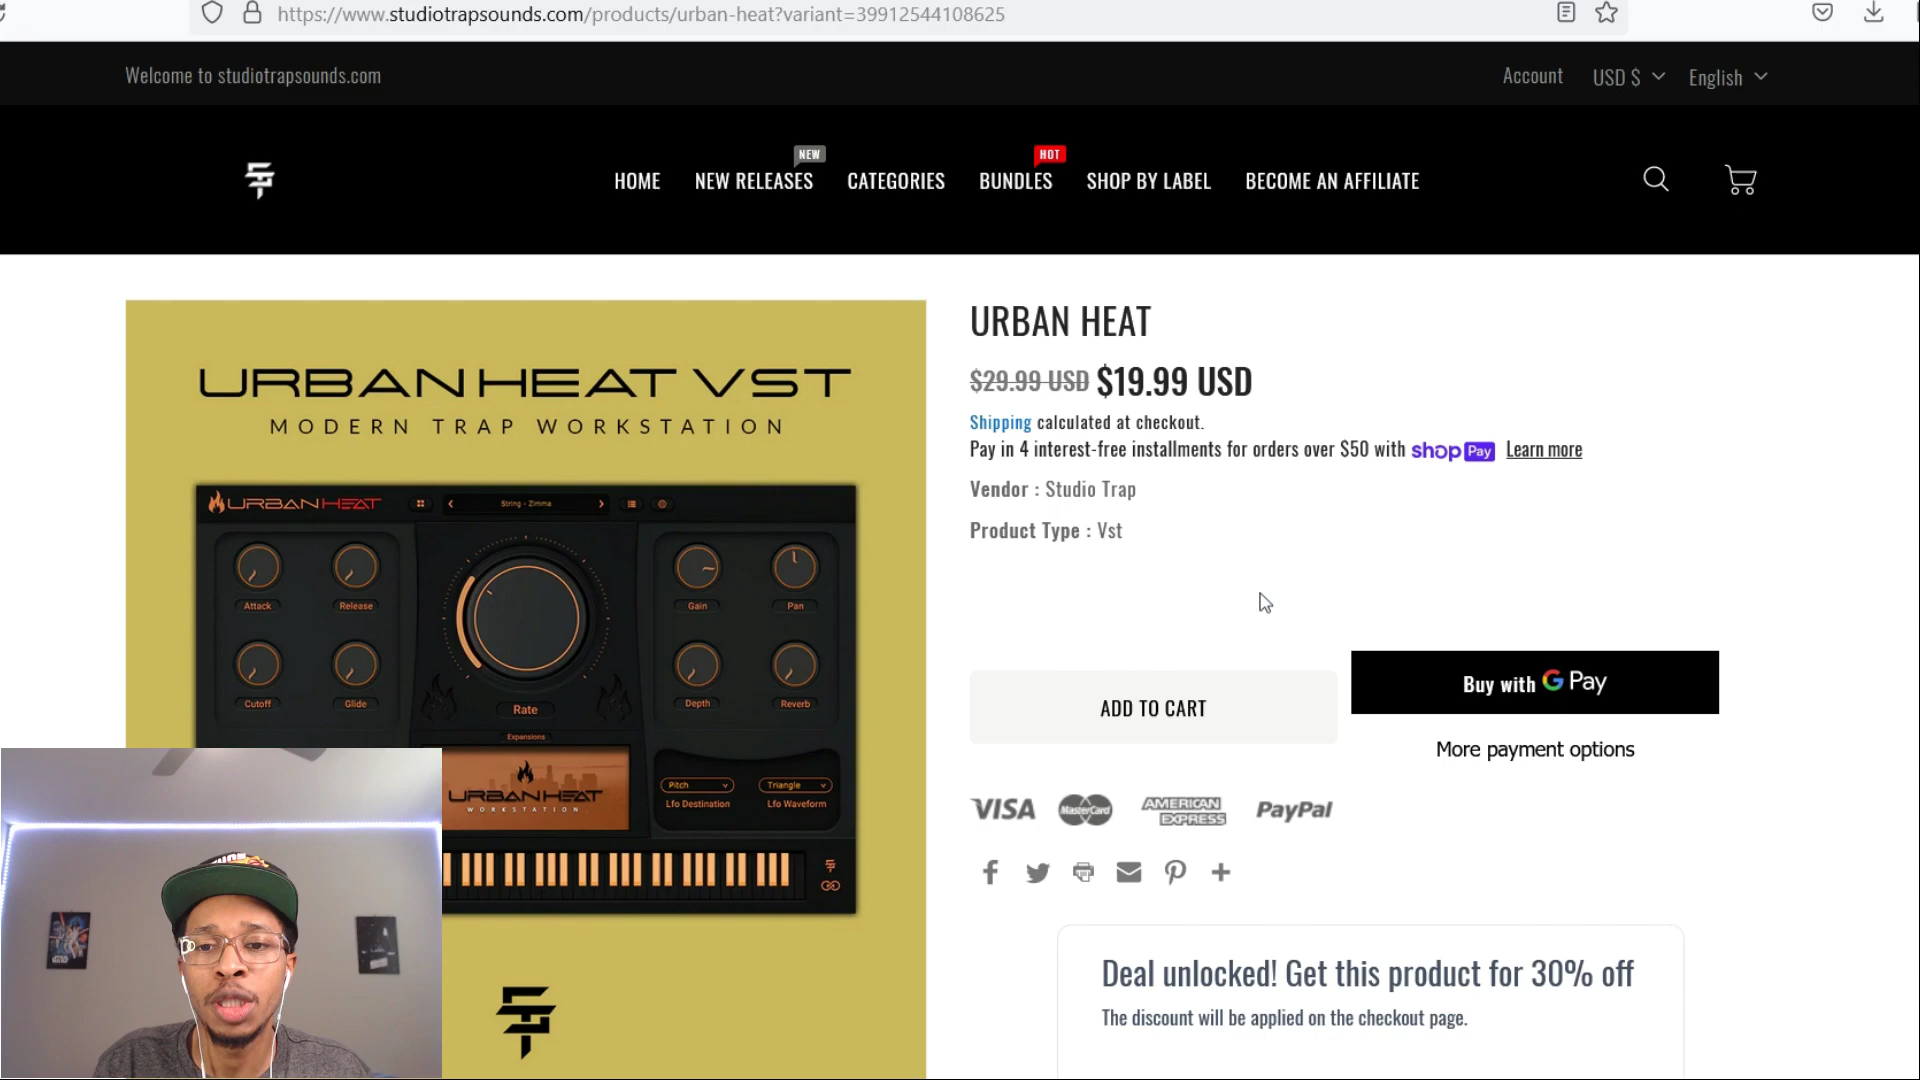 https://www.studiotrapsounds.com/products/urban-heat?variant=39912544108625
Welcome to studiotrapsounds.com
Account
USD $
English
HOME
NEW RELEASES
NEW
CATEGORIES
BUNDLES
HOT
SHOP BY LABEL
BECOME AN AFFILIATE
URBAN HEAT VST
MODERN TRAP WORKSTATION
URBAN HEAT
String - Zimma
Attack
Release
Gain
Pan
Cutoff
Glide
Depth
Reverb
Rate
Expansions
URBAN HEAT
WORKSTATION
Pitch
Triangle
Lfo Destination
Lfo Waveform
URBAN HEAT
$29.99 USD $19.99 USD
Shipping calculated at checkout.
Pay in 4 interest-free installments for orders over $50 with shop Pay Learn more
Vendor : Studio Trap
Product Type : Vst
ADD TO CART
Buy with G Pay
More payment options
VISA
MasterCard
AMERICAN EXPRESS
PayPal
Deal unlocked! Get this product for 30% off
The discount will be applied on the checkout page.